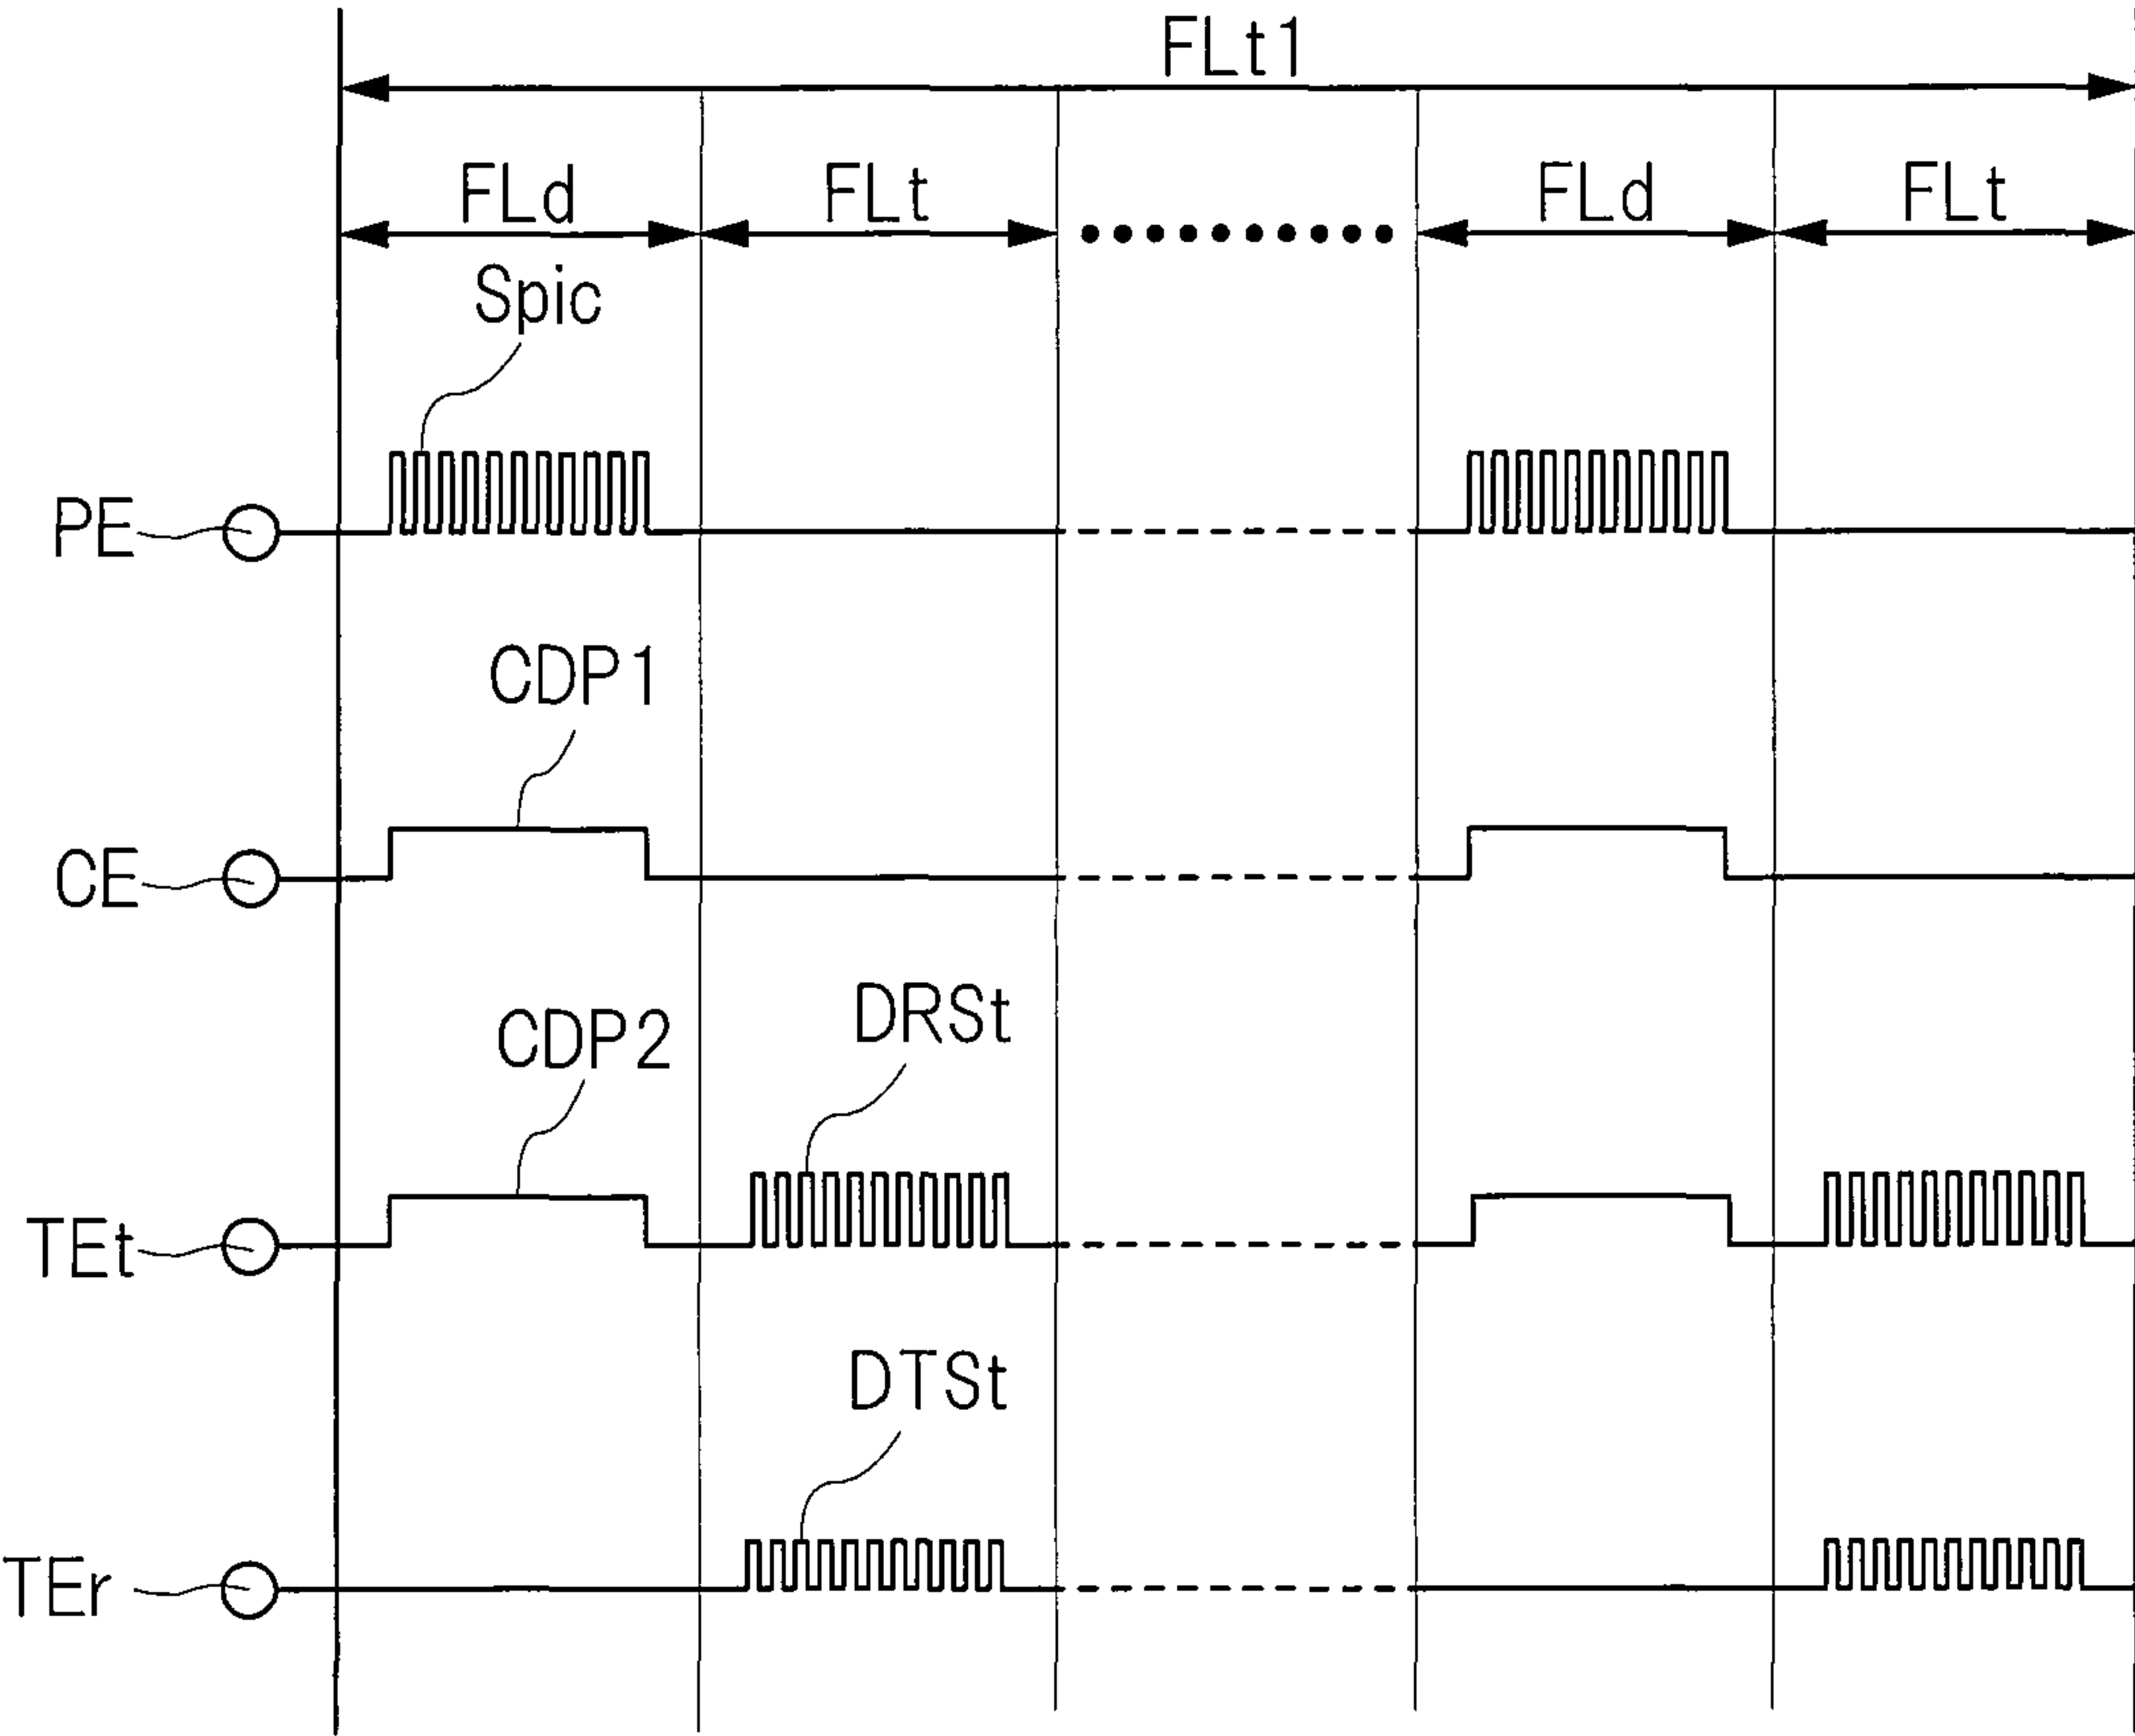 FLt1
FLd FLt FLd FLt
Spic
PE
CDP1
CE
CDP2 DRSt
TEt
DTSt
TEr